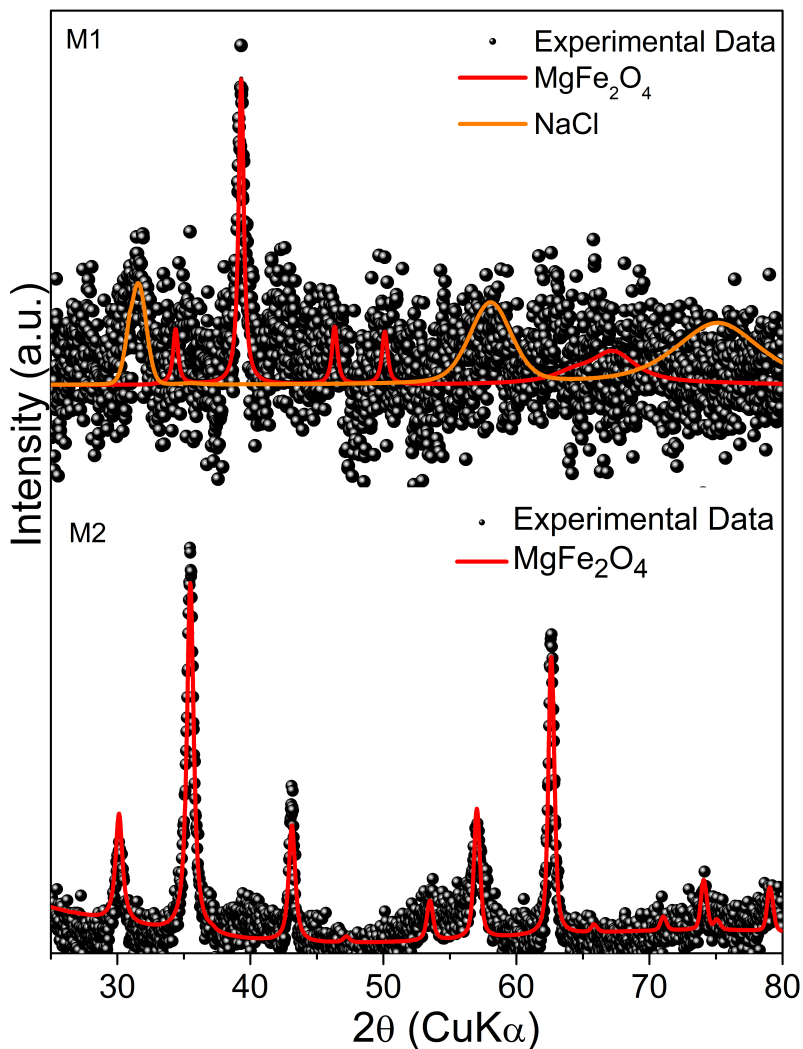 M1
Experimental Data
MgFe₂O₄
NaCl
Intensity (a.u.)
M2
Experimental Data
MgFe₂O₄
30 40 50 60 70 80
2θ (CuKα)